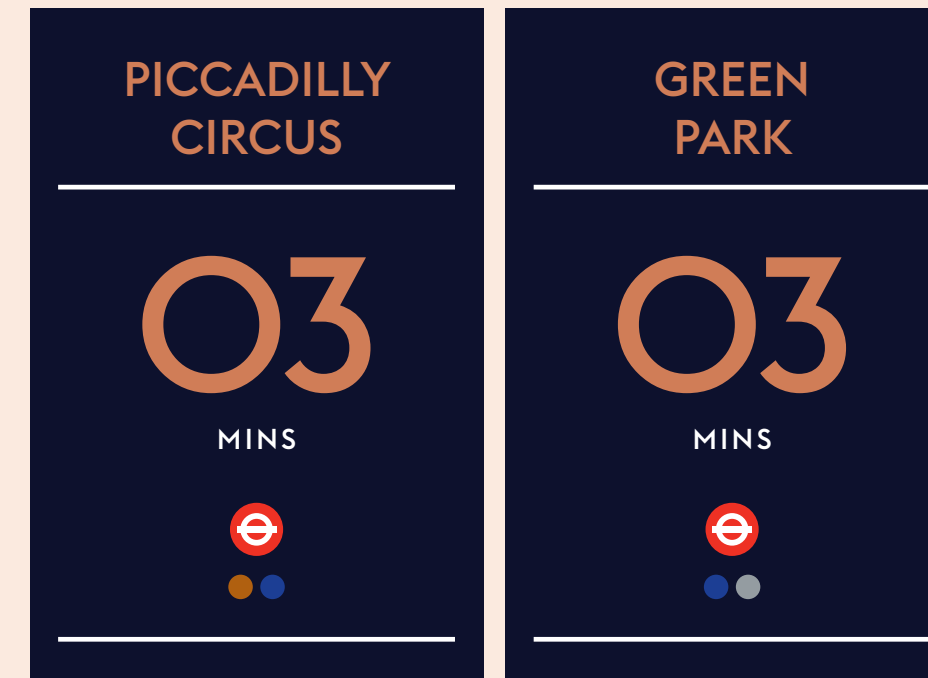 PICCADILLY
CIRCUS
03
MINS
GREEN
PARK
03
MINS